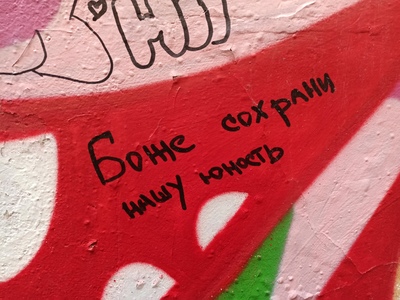 Боже сохрани
нашу юность